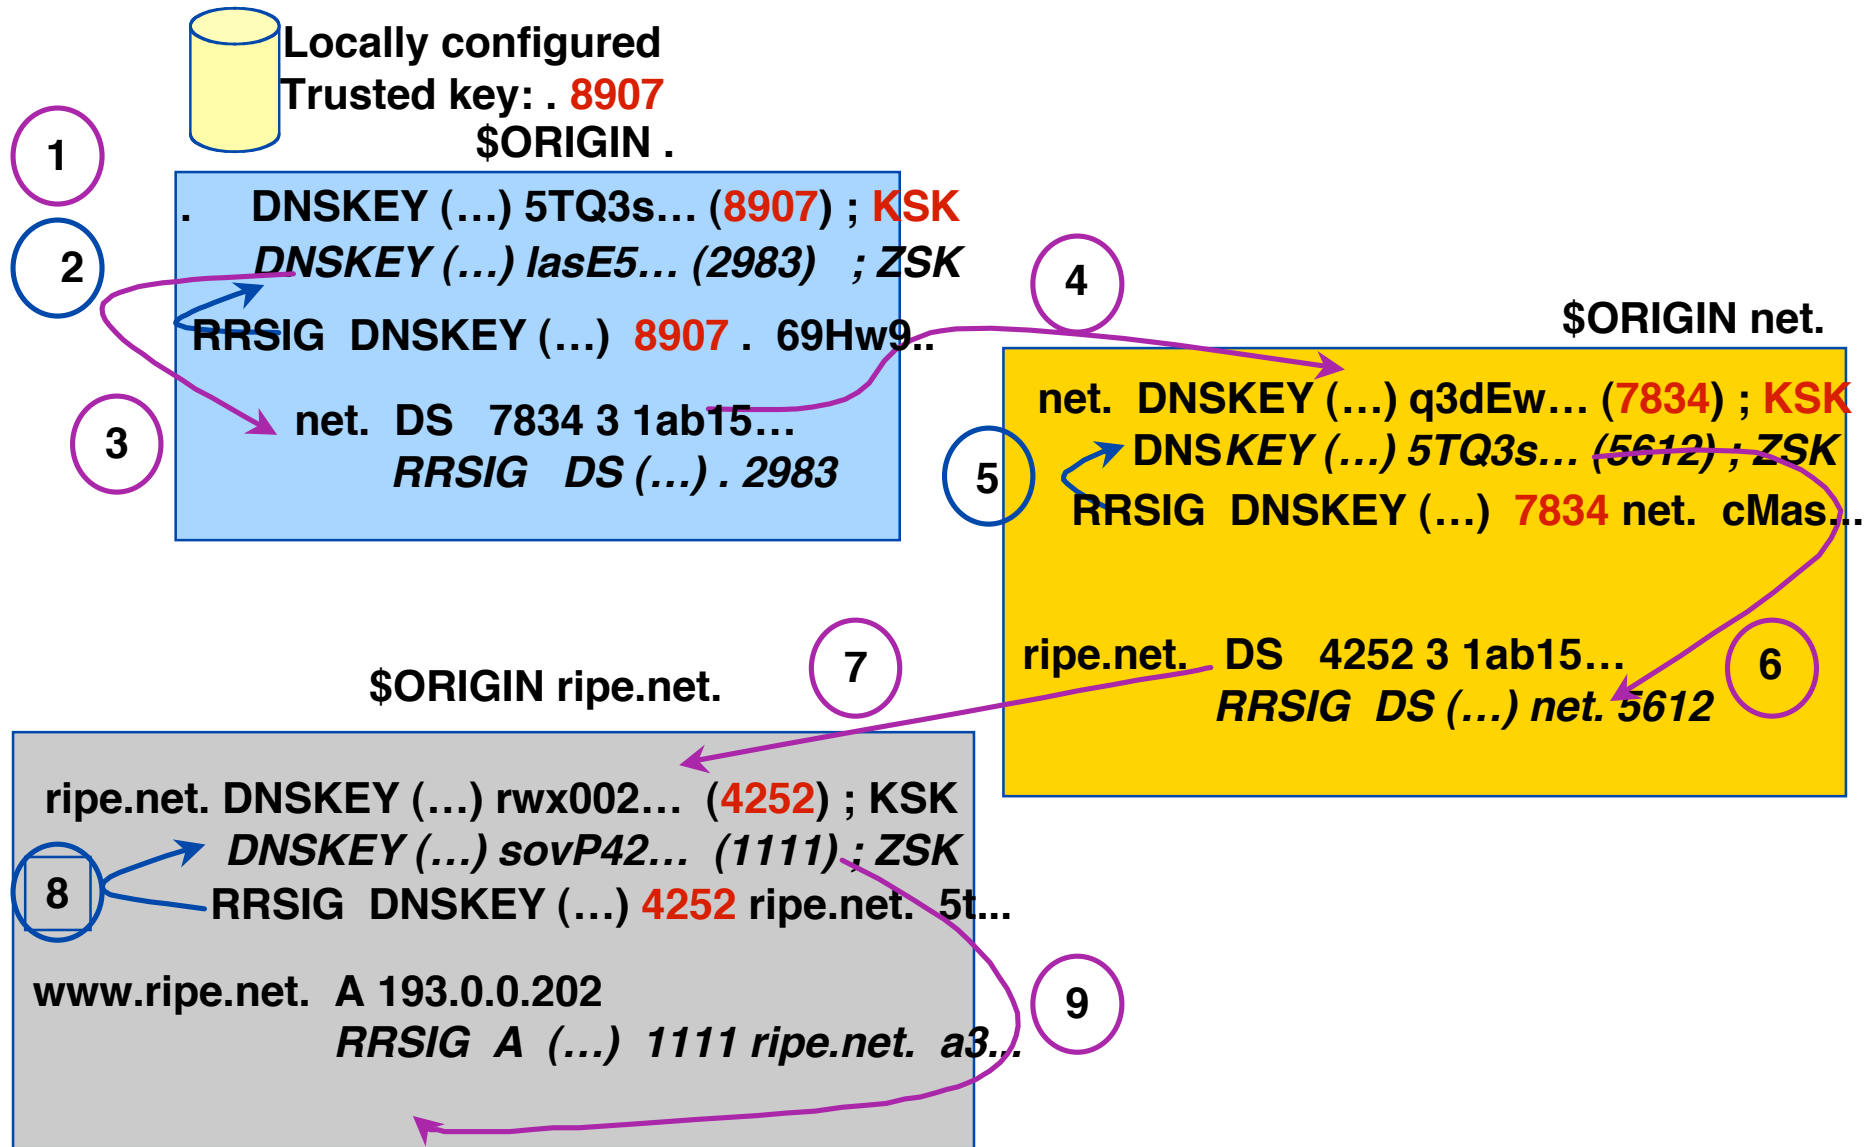 Locally configured
Trusted key: . 8907
$ORIGIN .
1
. DNSKEY (…) 5TQ3s… (8907) ; KSK
2
DNSKEY (…) lasE5… (2983) ; ZSK
RRSIG DNSKEY (…) 8907 . 69Hw9..
3
net. DS 7834 3 1ab15…
RRSIG DS (…) . 2983
4
$ORIGIN net.
net. DNSKEY (…) q3dEw… (7834) ; KSK
DNSKEY (…) 5TQ3s… (5612) ; ZSK
5
RRSIG DNSKEY (…) 7834 net. cMas...
ripe.net. DS 4252 3 1ab15…
RRSIG DS (…) net. 5612
6
7
$ORIGIN ripe.net.
ripe.net. DNSKEY (…) rwx002… (4252) ; KSK
DNSKEY (…) sovP42… (1111) ; ZSK
8
RRSIG DNSKEY (…) 4252 ripe.net. 5t...
www.ripe.net. A 193.0.0.202
RRSIG A (…) 1111 ripe.net. a3...
9